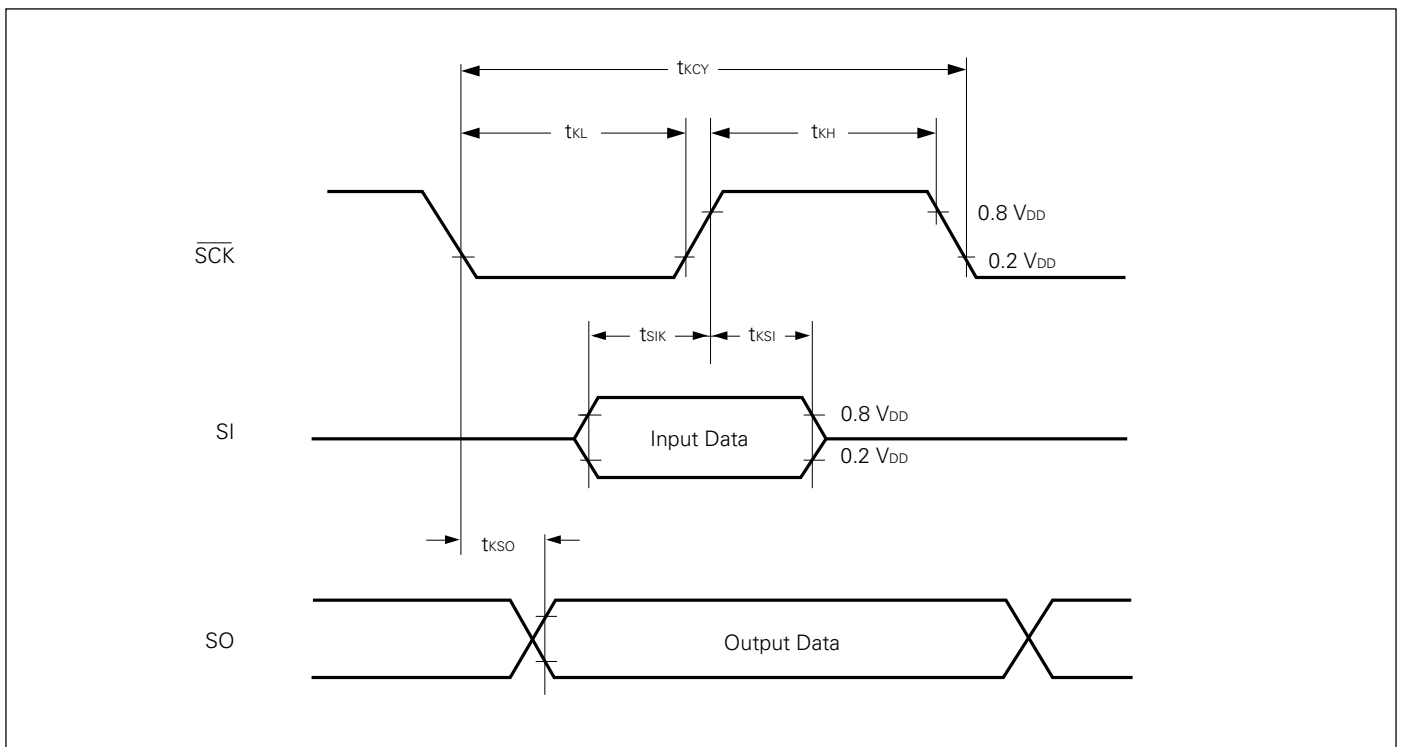 tKCY
tKL
tKH
0.8 VDD
SCK
0.2 VDD
tSIK
tKSI
0.8 VDD
SI
Input Data
0.2 VDD
tKSO
SO
Output Data